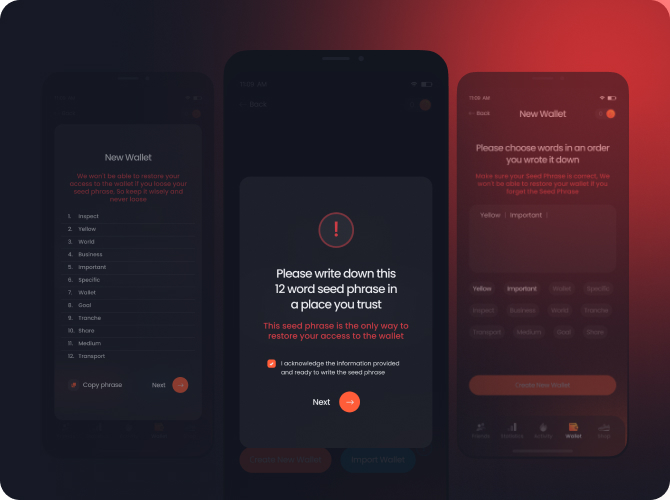 New Wallet
We won't be able to restore your
access to the wallet if you loose your
seed phrase. So keep it wisely and
never loose
1. Inspect
2. Yellow
3. World
4. Business
5. Important
6. Specific
7. Wallet
8. Goal
9. Tranche
10. Share
11. Medium
12. Transport
Copy phrase
Next
11:09 AM
Back
!
Please write down this
12 word seed phrase in
a place you trust
This seed phrase is the only way to
restore your access to the wallet
I acknowledge the information provided
and ready to write the seed phrase
Next
Create New Wallet
Import Wallet
11:09 AM
Back
New Wallet
Please choose words in an order
you wrote it down
Make sure your Seed Phrase is correct, We
won't be able to restore your wallet if you
forget the Seed Phrase
Yellow | Important |
Yellow Important Wallet Specific
Inspect Business World Tranche
Transport Medium Goal Share
Create New Wallet
Activity Wallet Shop